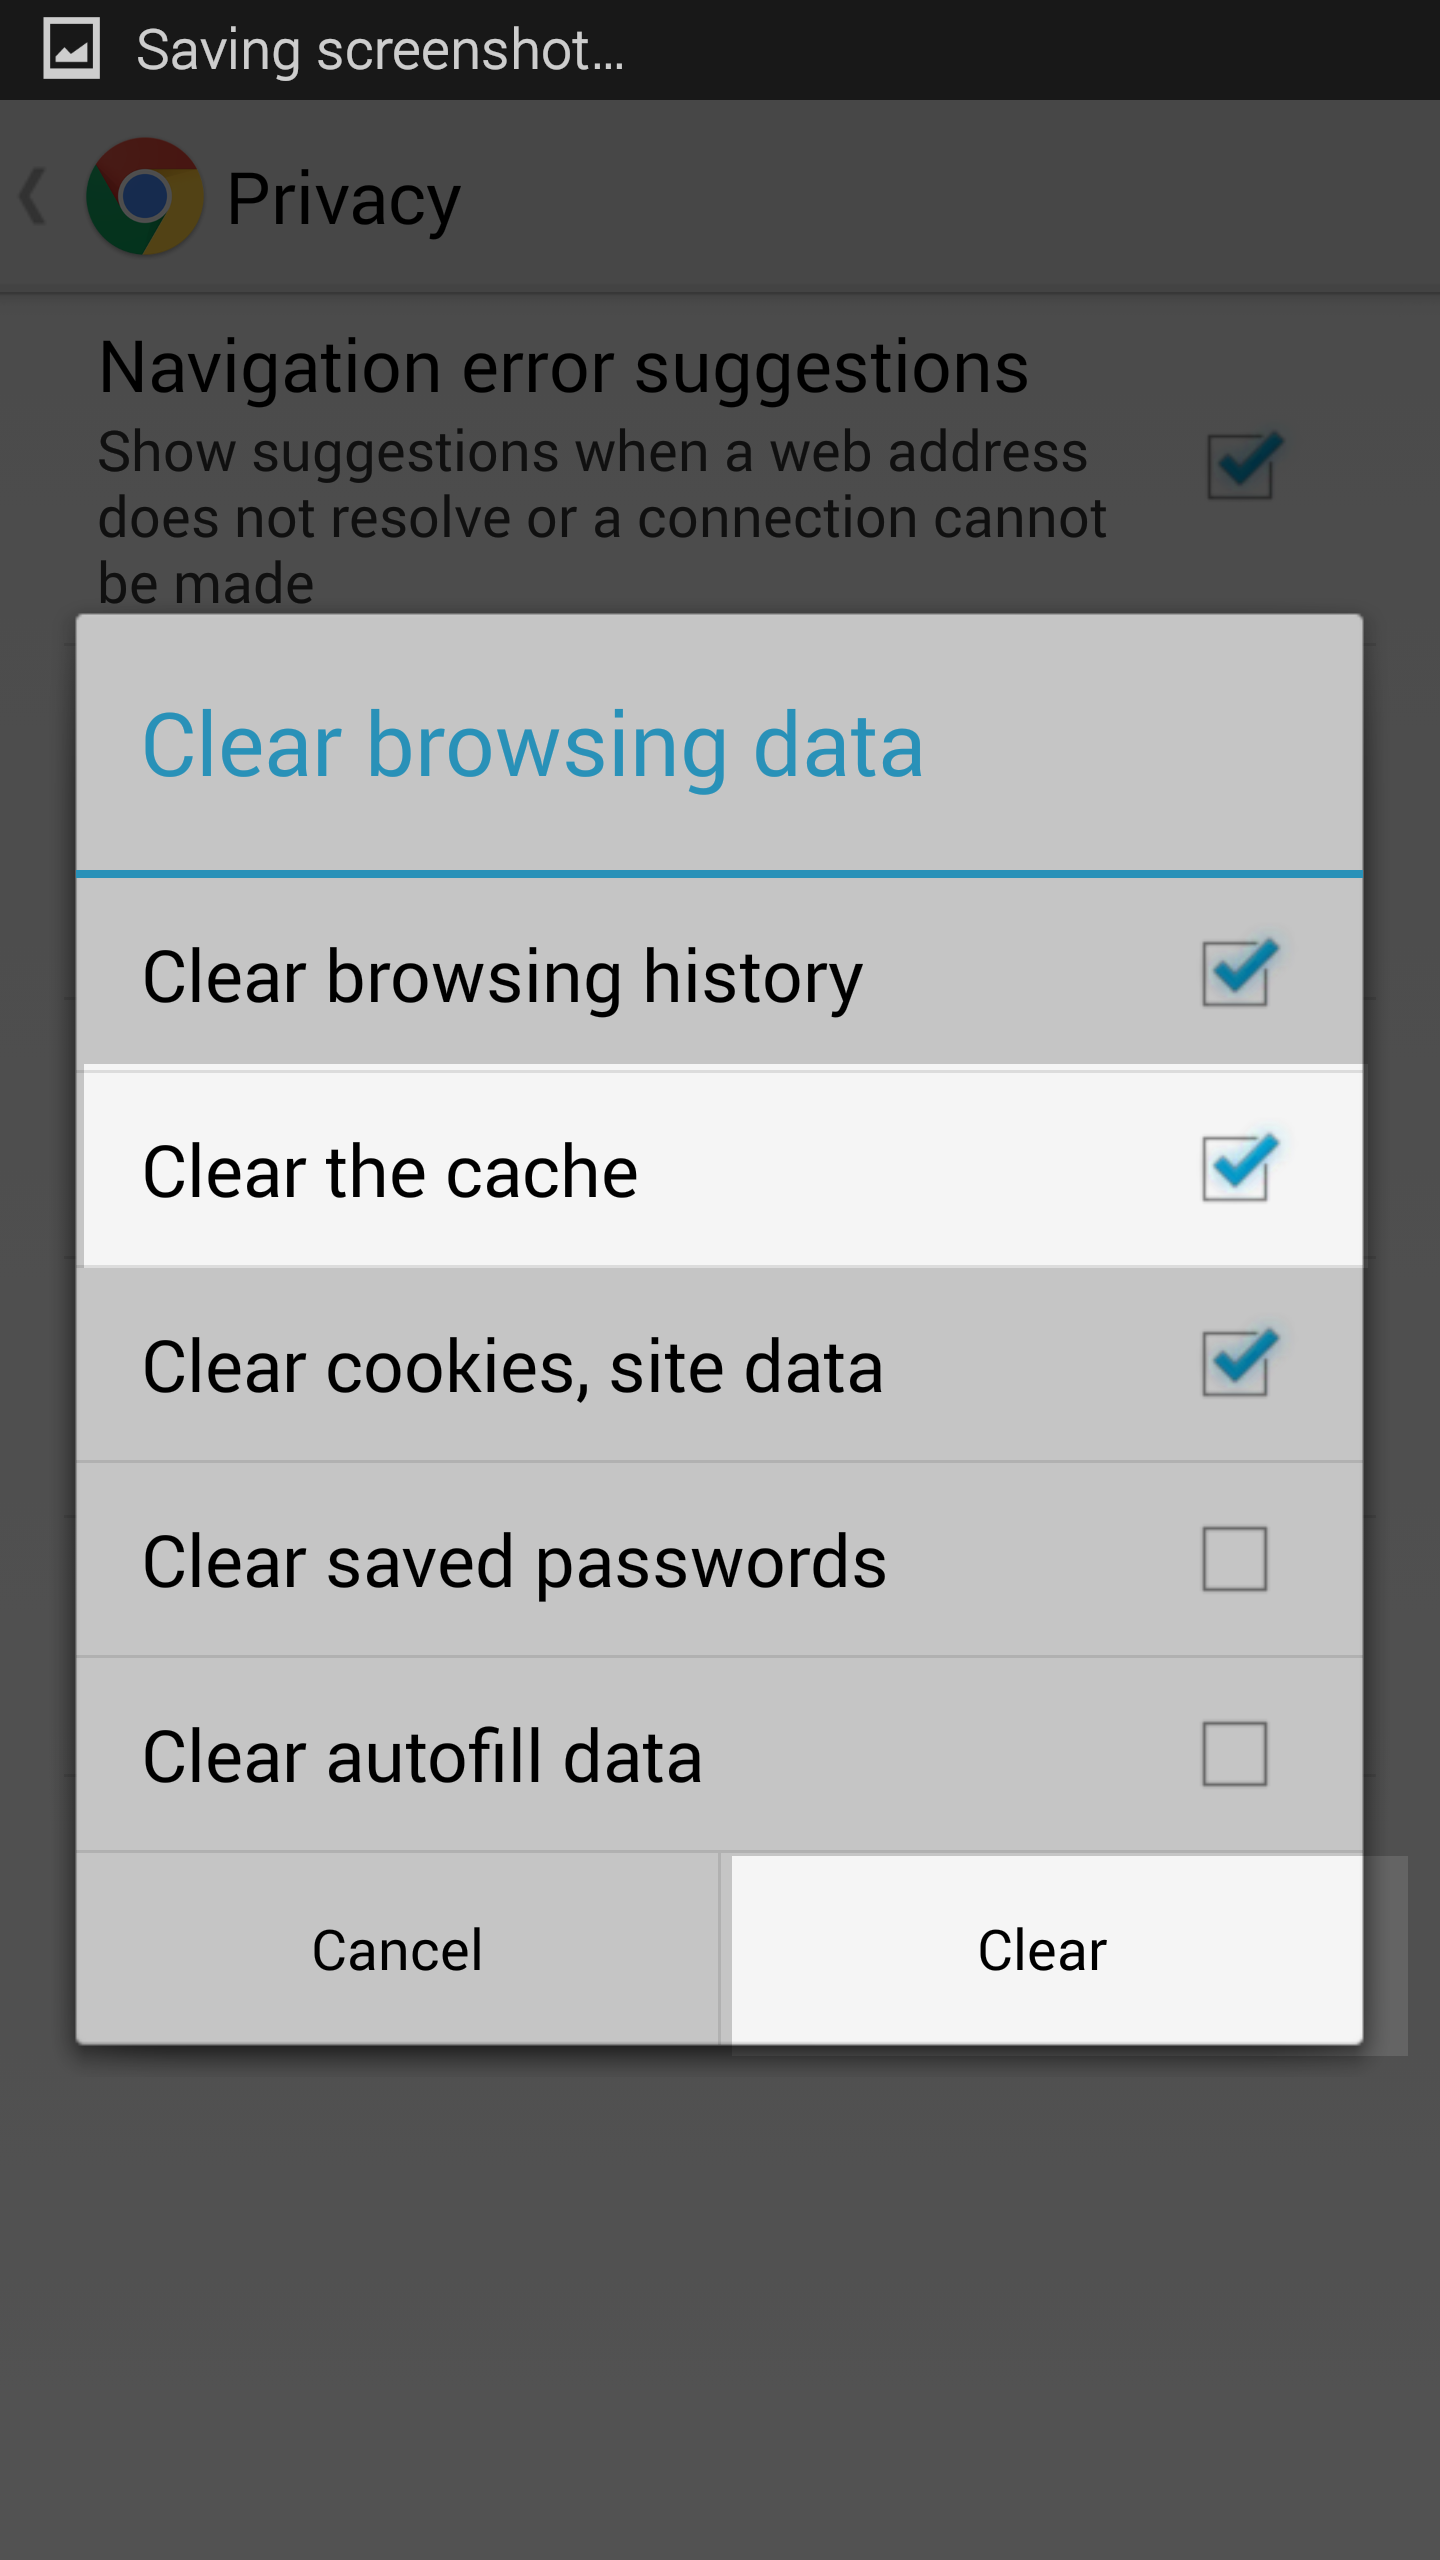 Saving screenshot...
Privacy
Navigation error suggestions
Show suggestions when a web address
does not resolve or a connection cannot
be made
Clear browsing data
Clear browsing history
Clear the cache
Clear cookies, site data
Clear saved passwords
Clear autofill data
Cancel
Clear